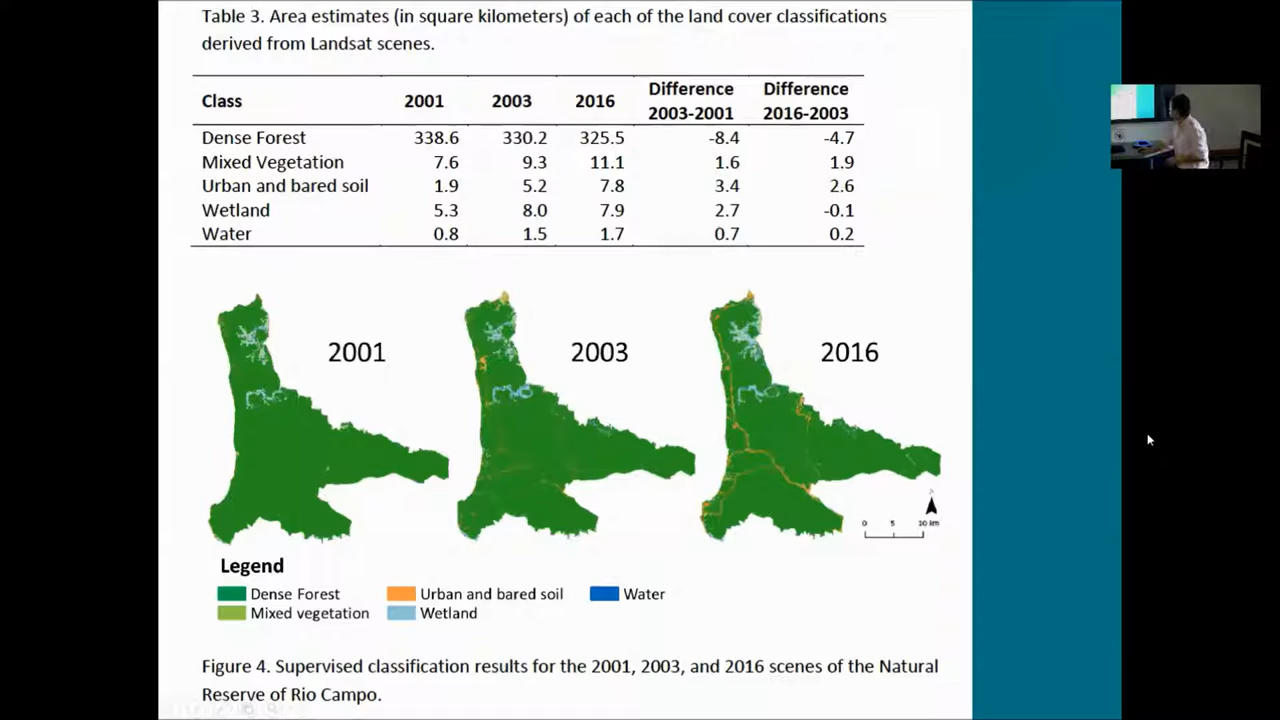 Table 3. Area estimates (in square kilometers) of each of the land cover classifications
derived from Landsat scenes.
Class 2001 2003 2016 Difference 2003-2001 Difference 2016-2003
Dense Forest 338.6 330.2 325.5 -8.4 -4.7
Mixed Vegetation 7.6 9.3 11.1 1.6 1.9
Urban and bared soil 1.9 5.2 7.8 3.4 2.6
Wetland 5.3 8.0 7.9 2.7 -0.1
Water 0.8 1.5 1.7 0.7 0.2
2001 2003 2016
0 5 10 km
Legend
Dense Forest Urban and bared soil Water
Mixed vegetation Wetland
Figure 4. Supervised classification results for the 2001, 2003, and 2016 scenes of the Natural
Reserve of Rio Campo.